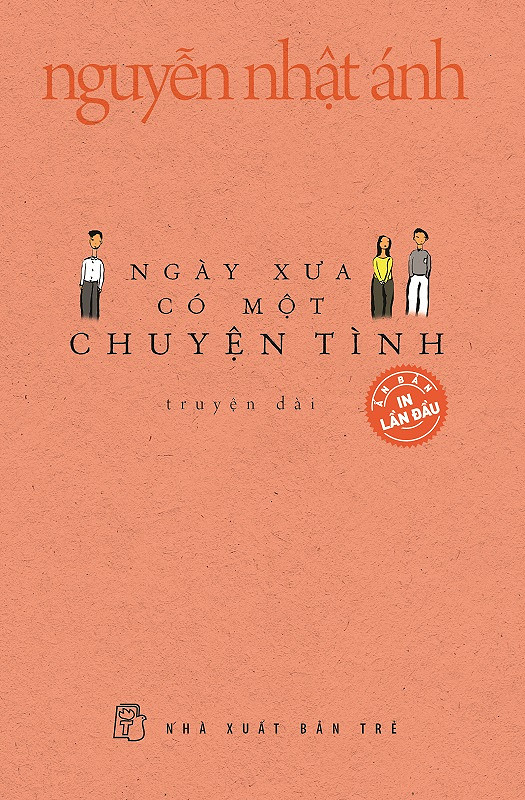 nguyễn nhật ánh
NGÀY XƯA
CÓ MỘT
CHUYỆN TÌNH
truyện dài
ẤN BẢN
IN
LẦN ĐẦU
NHÀ XUẤT BẢN TRẺ